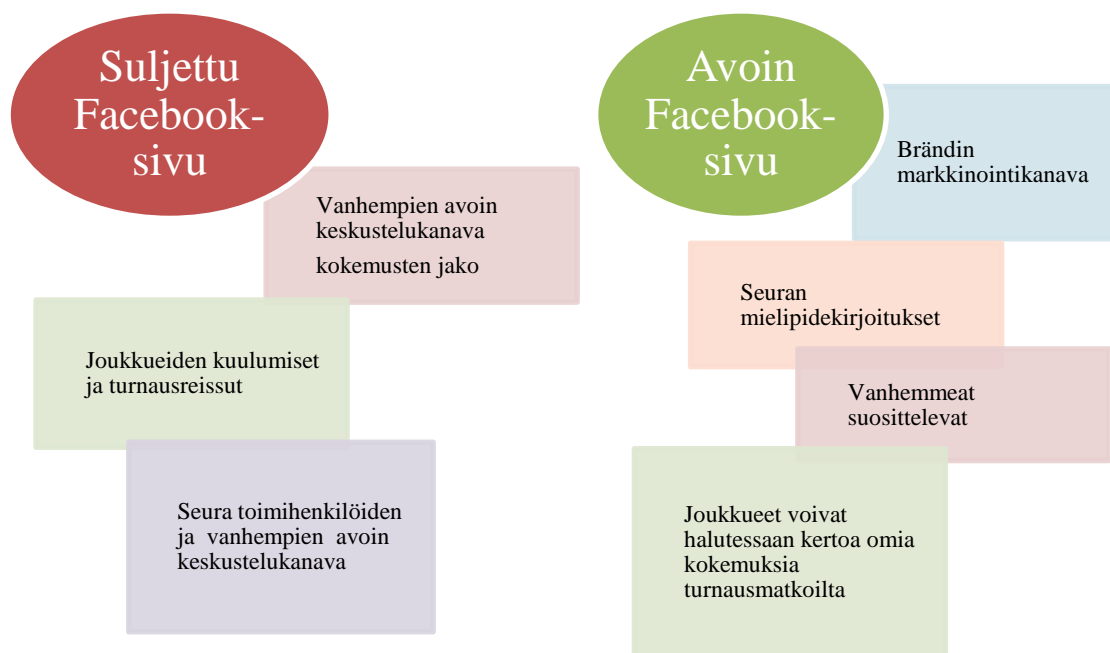 Suljettu
Facebook-
sivu
Vanhempien avoin
keskustelukanava
kokemusten jako
Joukkueiden kuulumiset
ja turnausreissut
Seura toimihenkilöiden
ja vanhempien avoin
keskustelukanava
Avoin
Facebook-
sivu
Brändin
markkinointikanava
Seuran
mielipidekirjoitukset
Vanhemmeat
suosittelevat
Joukkueet voivat
halutessaan kertoa omia
kokemuksia
turnausmatkoilta